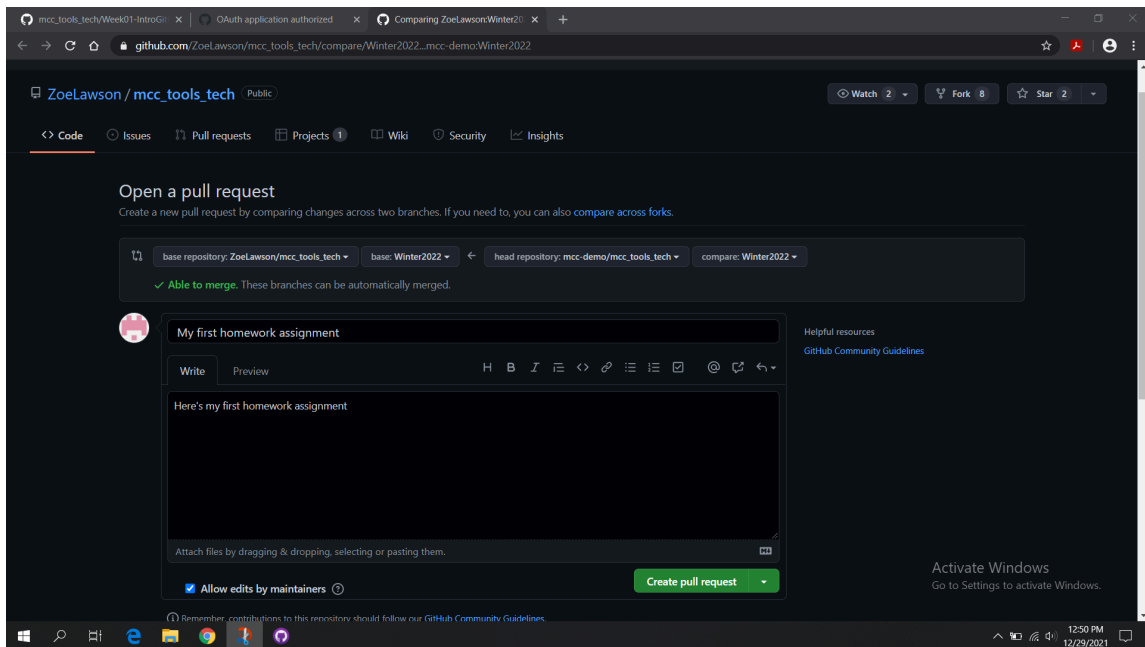 mcc_tools_tech/Week01-IntroGit OAuth application authorized Comparing ZoeLawson:Winter20
github.com/ZoeLawson/mcc_tools_tech/compare/Winter2022...mcc-demo:Winter2022
ZoeLawson / mcc_tools_tech Public Watch 2 Fork 8 Star 2
Code Issues Pull requests Projects 1 Wiki Security Insights
Open a pull request
Create a new pull request by comparing changes across two branches. If you need to, you can also compare across forks.
base repository: ZoeLawson/mcc_tools_tech base: Winter2022 head repository: mcc-demo/mcc_tools_tech compare: Winter2022
Able to merge. These branches can be automatically merged.
My first homework assignment
Helpful resources
GitHub Community Guidelines
Write Preview H B I
Here's my first homework assignment
Attach files by dragging & dropping, selecting or pasting them.
Allow edits by maintainers Create pull request
Remember, contributions to this repository should follow our GitHub Community Guidelines.
Activate Windows
Go to Settings to activate Windows.
12:50 PM
12/29/2021